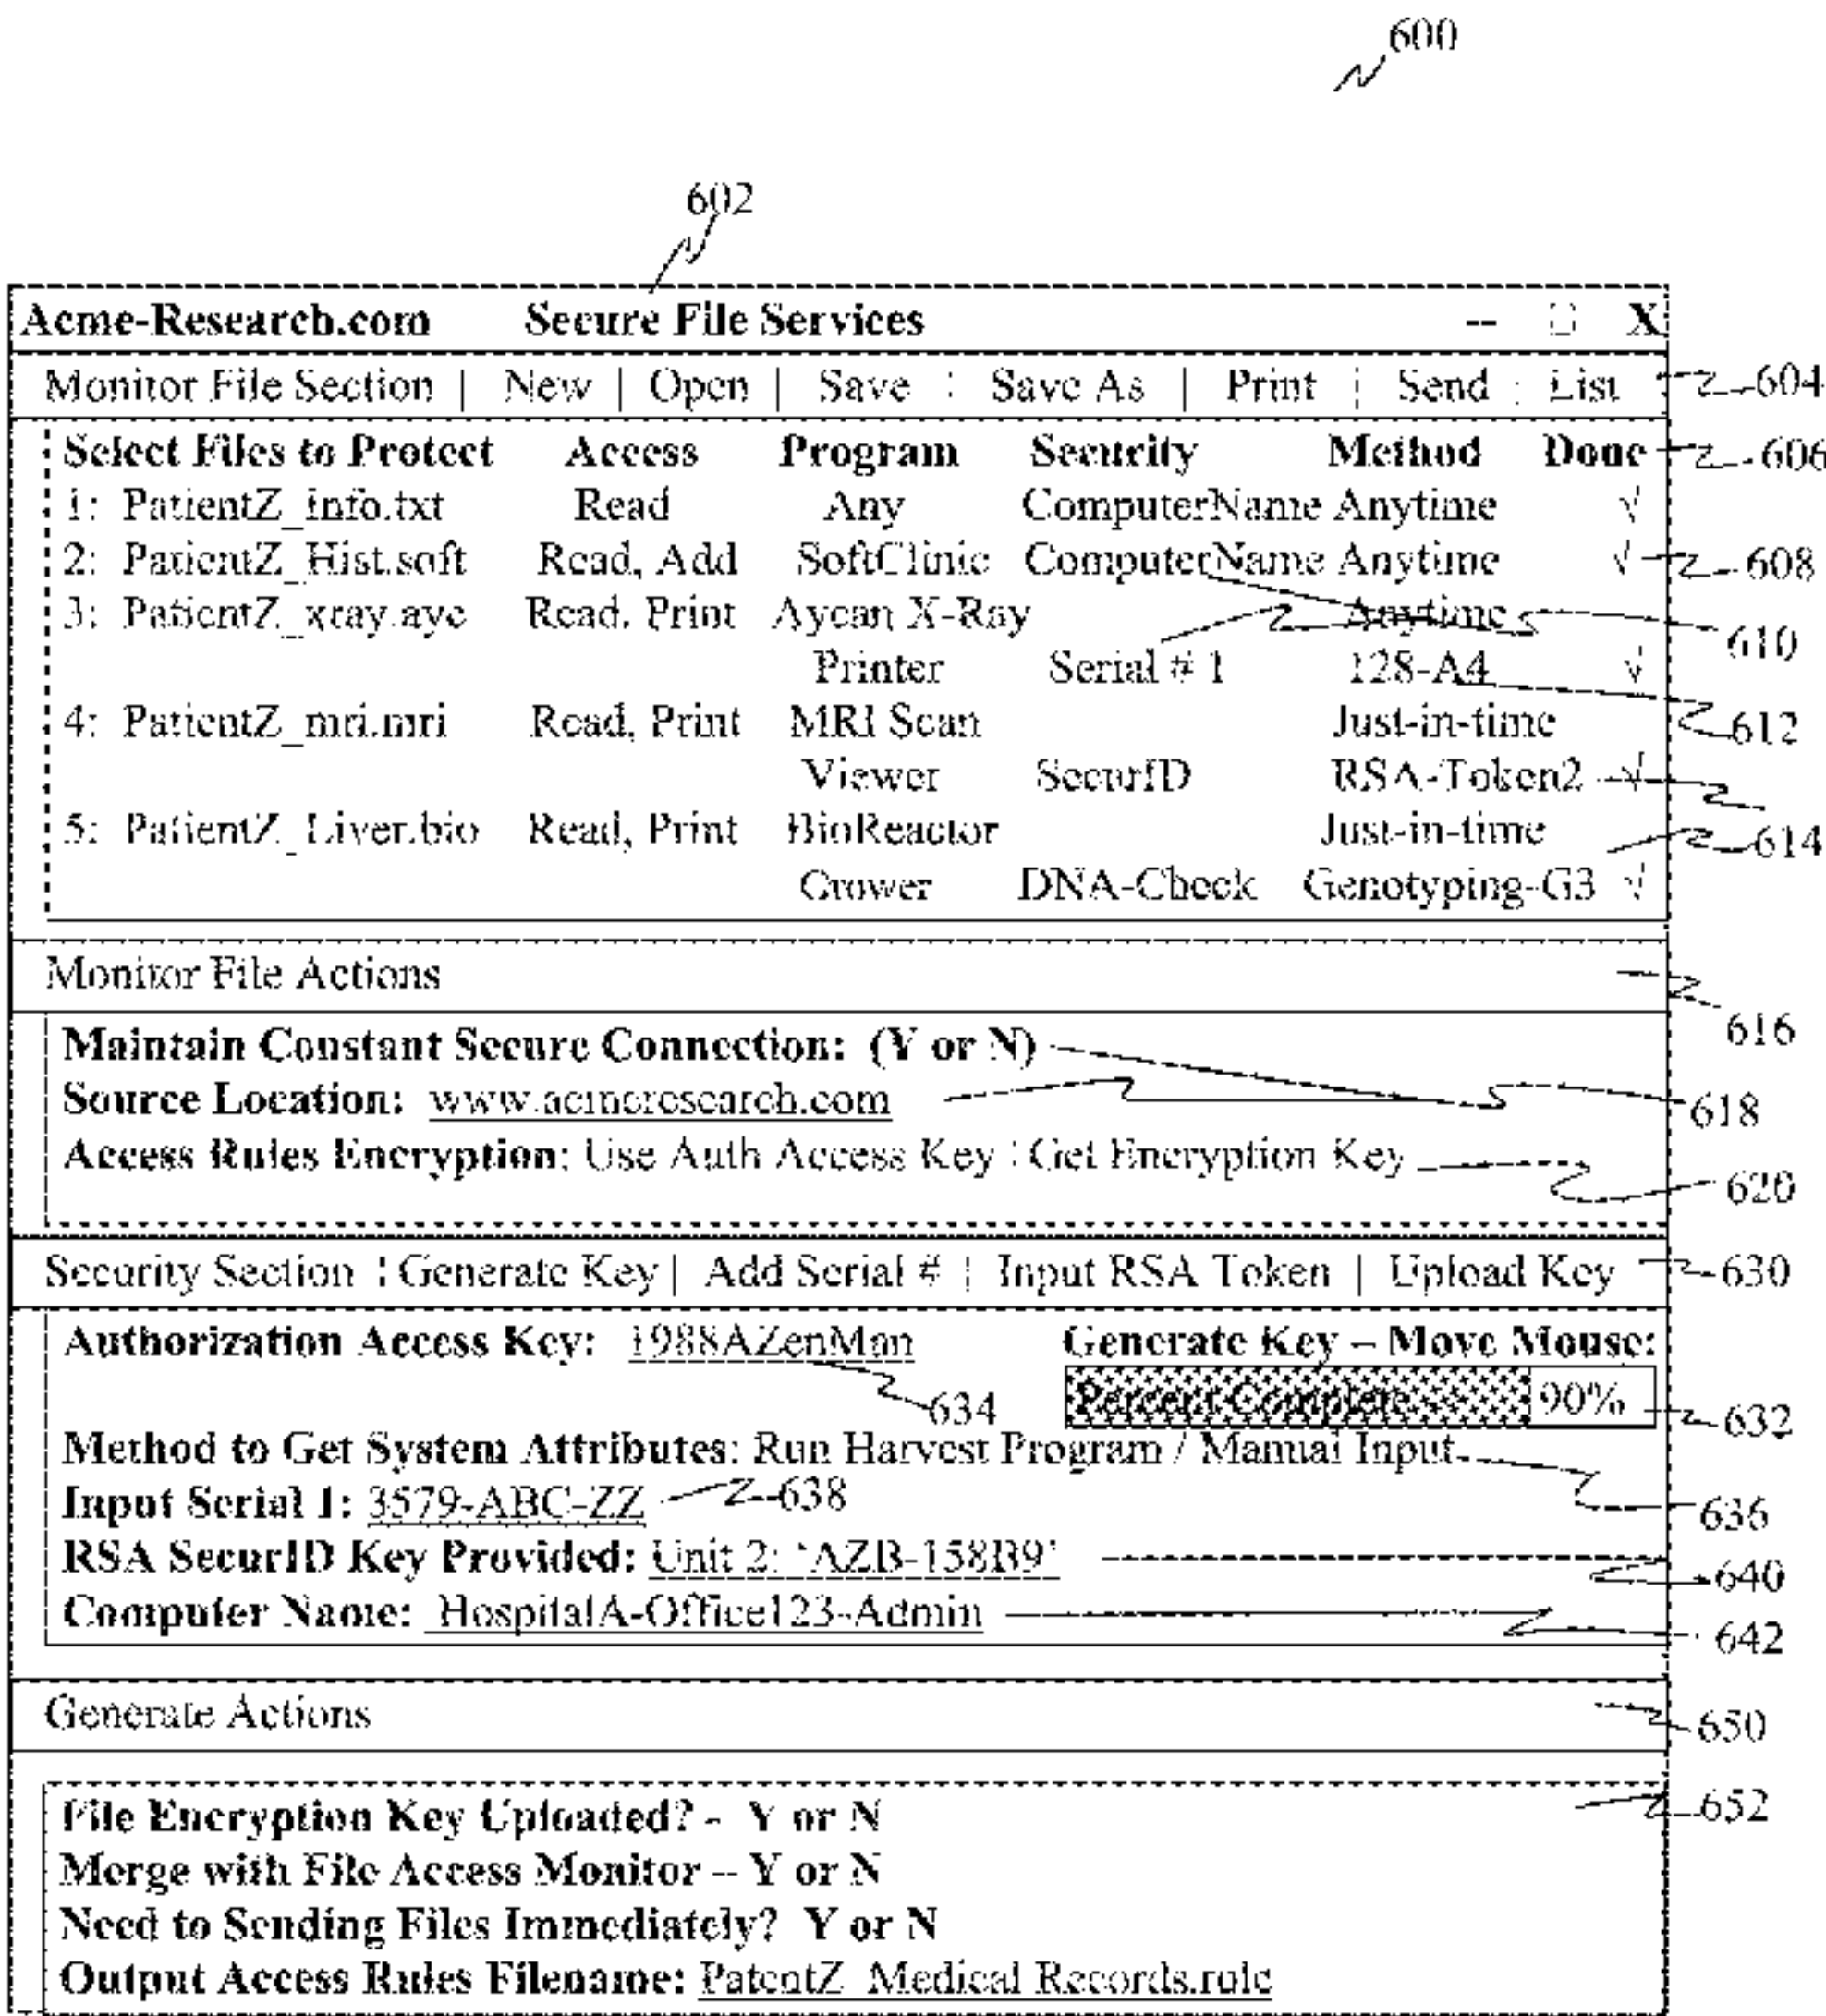 600
602
Acme-Research.com Secure File Services -- □ X
Monitor File Section | New | Open | Save | Save As | Print | Send | List 604
Select Files to Protect Access Program Security Method Done 606
1: PatientZ_info.txt Read Any ComputerName Anytime √
2: PatientZ_Hist.soft Read, Add SoftClinic ComputerName Anytime √ 608
3: PatientZ_xray.ayc Read, Print Aycan X-Ray Anytime 610
Printer Serial # 1 128-A4 √
4: PatientZ_mri.mri Read, Print MRI Scan Just-in-time 612
Viewer SecurID RSA-Token2 √
5: PatientZ_Liver.bio Read, Print BioReactor Just-in-time 614
Grower DNA-Check Genotyping-G3 √
Monitor File Actions 616
Maintain Constant Secure Connection: (Y or N)
Source Location: www.acmeresearch.com 618
Access Rules Encryption: Use Auth Access Key | Get Encryption Key 620
Security Section | Generate Key | Add Serial # | Input RSA Token | Upload Key 630
Authorization Access Key: 1988AZenMan Generate Key – Move Mouse:
634 Percent Complete 90% 632
Method to Get System Attributes: Run Harvest Program / Manual Input 636
Input Serial 1: 3579-ABC-ZZ 638
RSA SecurID Key Provided: Unit 2: ‘AZB-158B9’ 640
Computer Name: HospitalA-Office123-Admin 642
Generate Actions 650
File Encryption Key Uploaded? - Y or N 652
Merge with File Access Monitor – Y or N
Need to Sending Files Immediately? Y or N
Output Access Rules Filename: PatentZ_Medical Records.rule